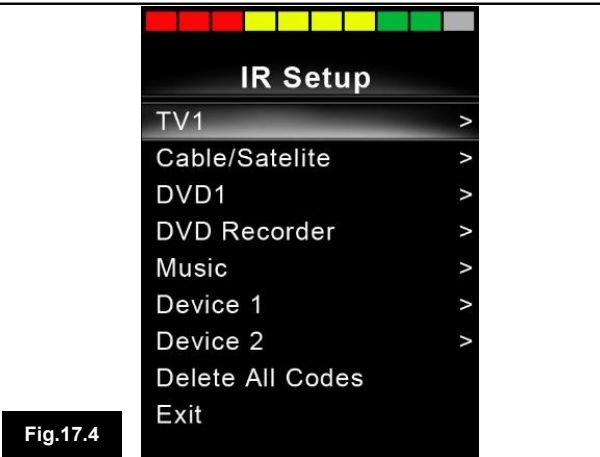 IR Setup
TV1 >
Cable/Satelite >
DVD1 >
DVD Recorder >
Music >
Device 1 >
Device 2 >
Delete All Codes
Exit
Fig.17.4